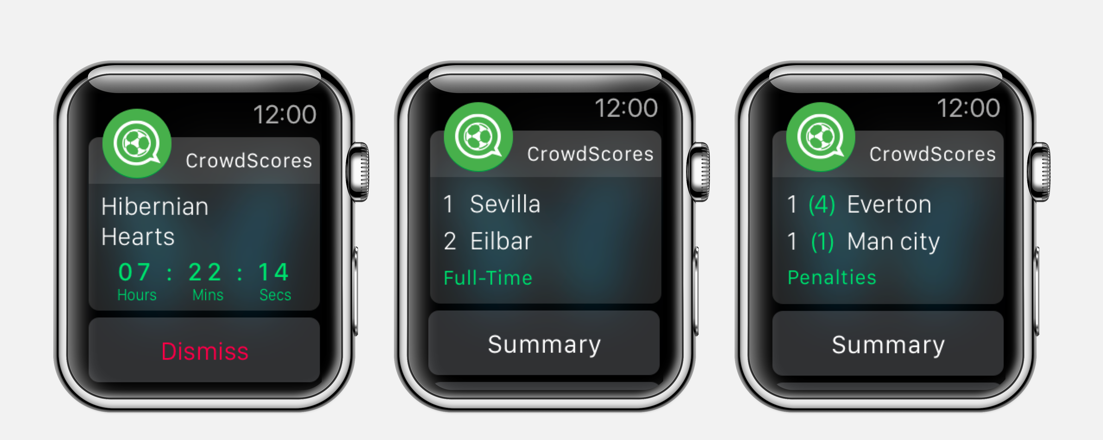 12:00
CrowdScores
Hibernian
Hearts
07 : 22 : 14
Hours Mins Secs
Dismiss
12:00
CrowdScores
1 Sevilla
2 Eilbar
Full-Time
Summary
12:00
CrowdScores
1 (4) Everton
1 (1) Man city
Penalties
Summary